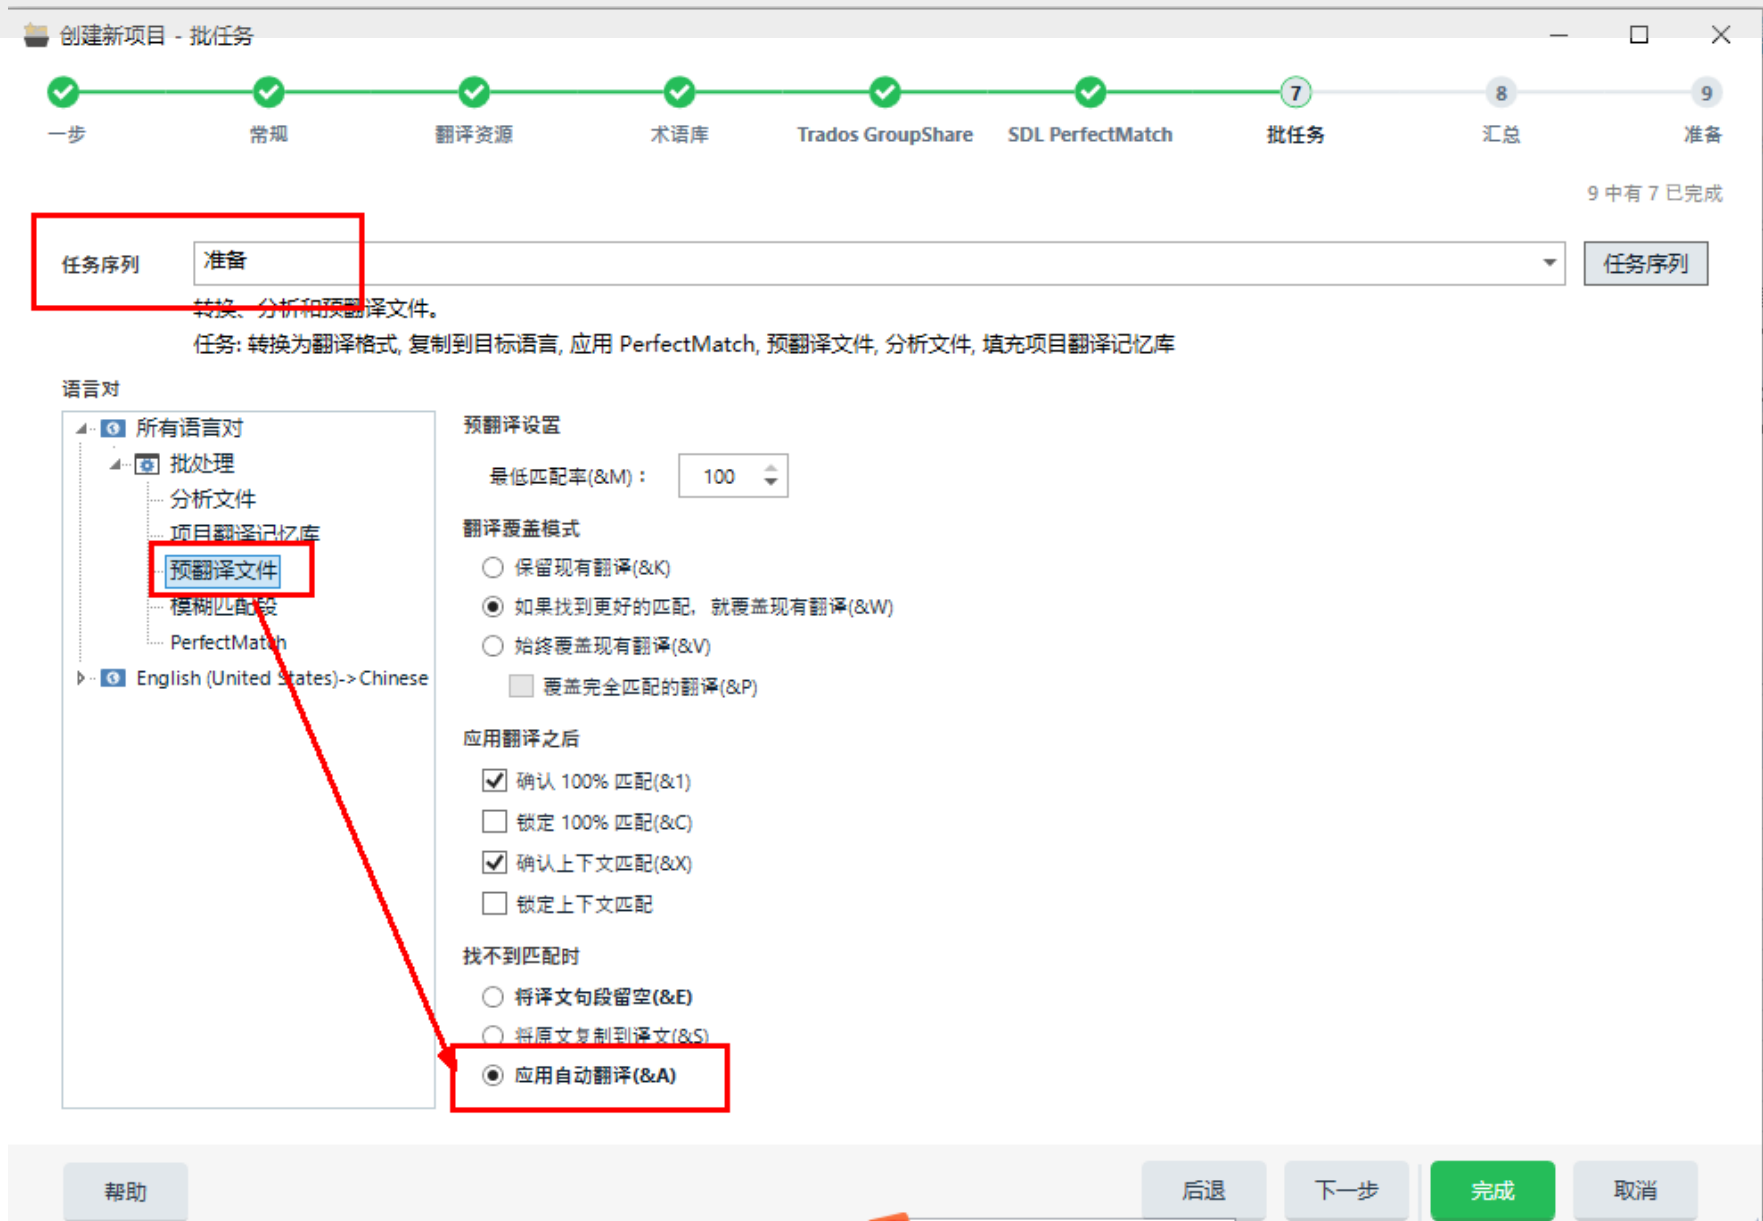 创建新项目 - 批任务
7
8
9
一步
常规
翻译资源
术语库
Trados GroupShare
SDL PerfectMatch
批任务
汇总
准备
9 中有 7 已完成
任务序列
准备
任务序列
转换、分析和预翻译文件。
任务: 转换为翻译格式, 复制到目标语言, 应用 PerfectMatch, 预翻译文件, 分析文件, 填充项目翻译记忆库
语言对
所有语言对
批处理
分析文件
项目翻译记忆库
预翻译文件
模糊匹配段
PerfectMatch
English (United States)->Chinese
预翻译设置
最低匹配率(&M)：
100
翻译覆盖模式
保留现有翻译(&K)
如果找到更好的匹配，就覆盖现有翻译(&W)
始终覆盖现有翻译(&V)
覆盖完全匹配的翻译(&P)
应用翻译之后
确认 100% 匹配(&1)
锁定 100% 匹配(&C)
确认上下文匹配(&X)
锁定上下文匹配
找不到匹配时
将译文句段留空(&E)
将原文复制到译文(&S)
应用自动翻译(&A)
帮助
后退
下一步
完成
取消